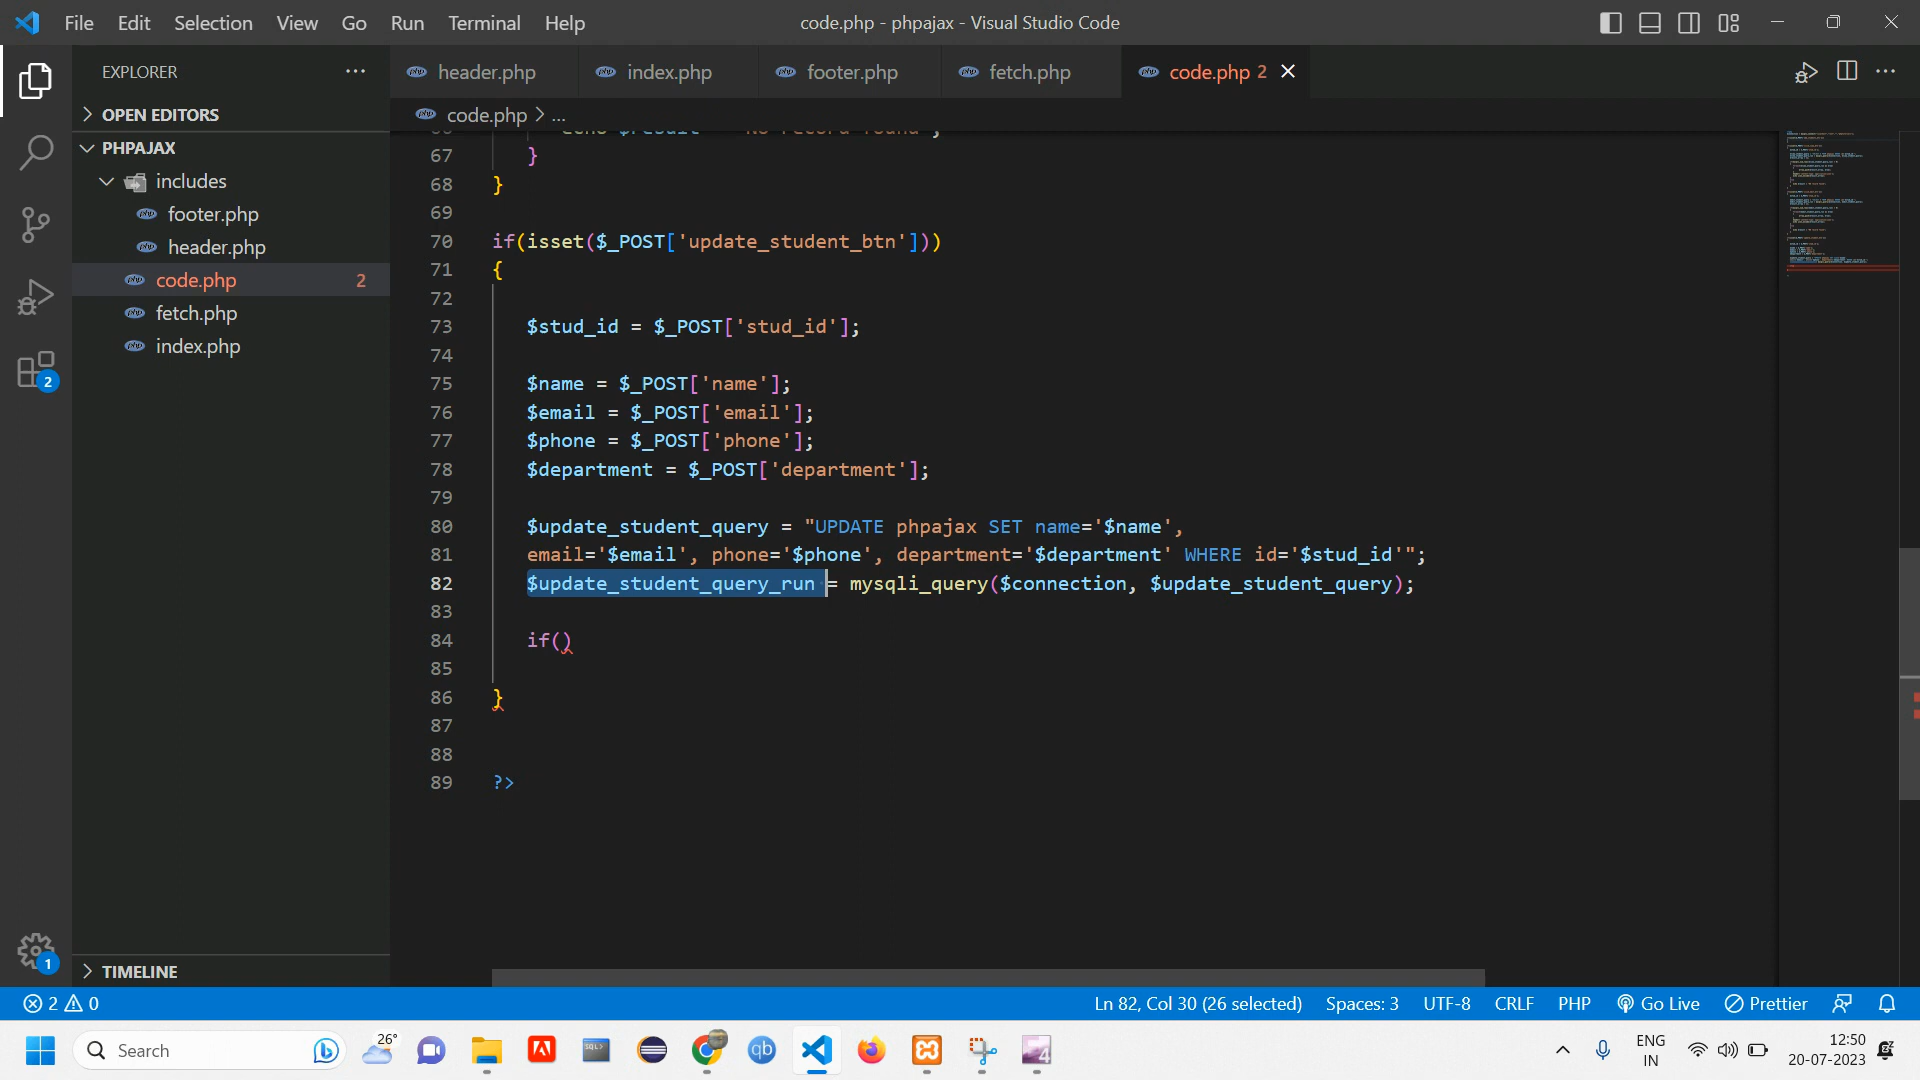 File Edit Selection View Go Run Terminal Help
code.php - phpajax - Visual Studio Code
EXPLORER
OPEN EDITORS
PHPAJAX
includes
footer.php
header.php
code.php 2
fetch.php
index.php
TIMELINE
header.php index.php footer.php fetch.php code.php 2
code.php > ...
67 }
68 }
69
70 if(isset($_POST['update_student_btn']))
71 {
72
73 $stud_id = $_POST['stud_id'];
74
75 $name = $_POST['name'];
76 $email = $_POST['email'];
77 $phone = $_POST['phone'];
78 $department = $_POST['department'];
79
80 $update_student_query = "UPDATE phpajax SET name='$name',
81 email='$email', phone='$phone', department='$department' WHERE id='$stud_id'";
82 $update_student_query_run = mysqli_query($connection, $update_student_query);
83
84 if()
85
86 }
87
88
89 ?>
2
1
2 0
Ln 82, Col 30 (26 selected) Spaces: 3 UTF-8 CRLF PHP Go Live Prettier
Search
26°
SQL>
qb
4
ENG
IN
12:50
20-07-2023